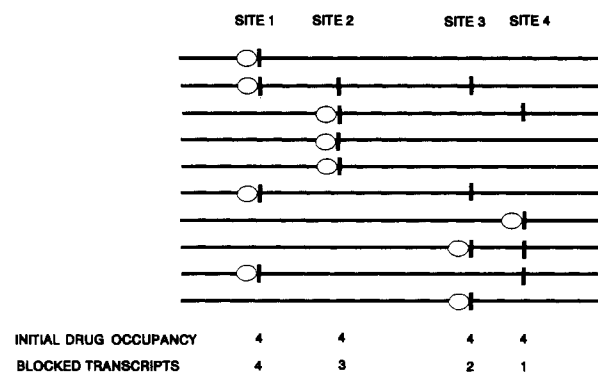 SITE 1 SITE 2 SITE 3 SITE 4
INITIAL DRUG OCCUPANCY 4 4 4 4
BLOCKED TRANSCRIPTS 4 3 2 1